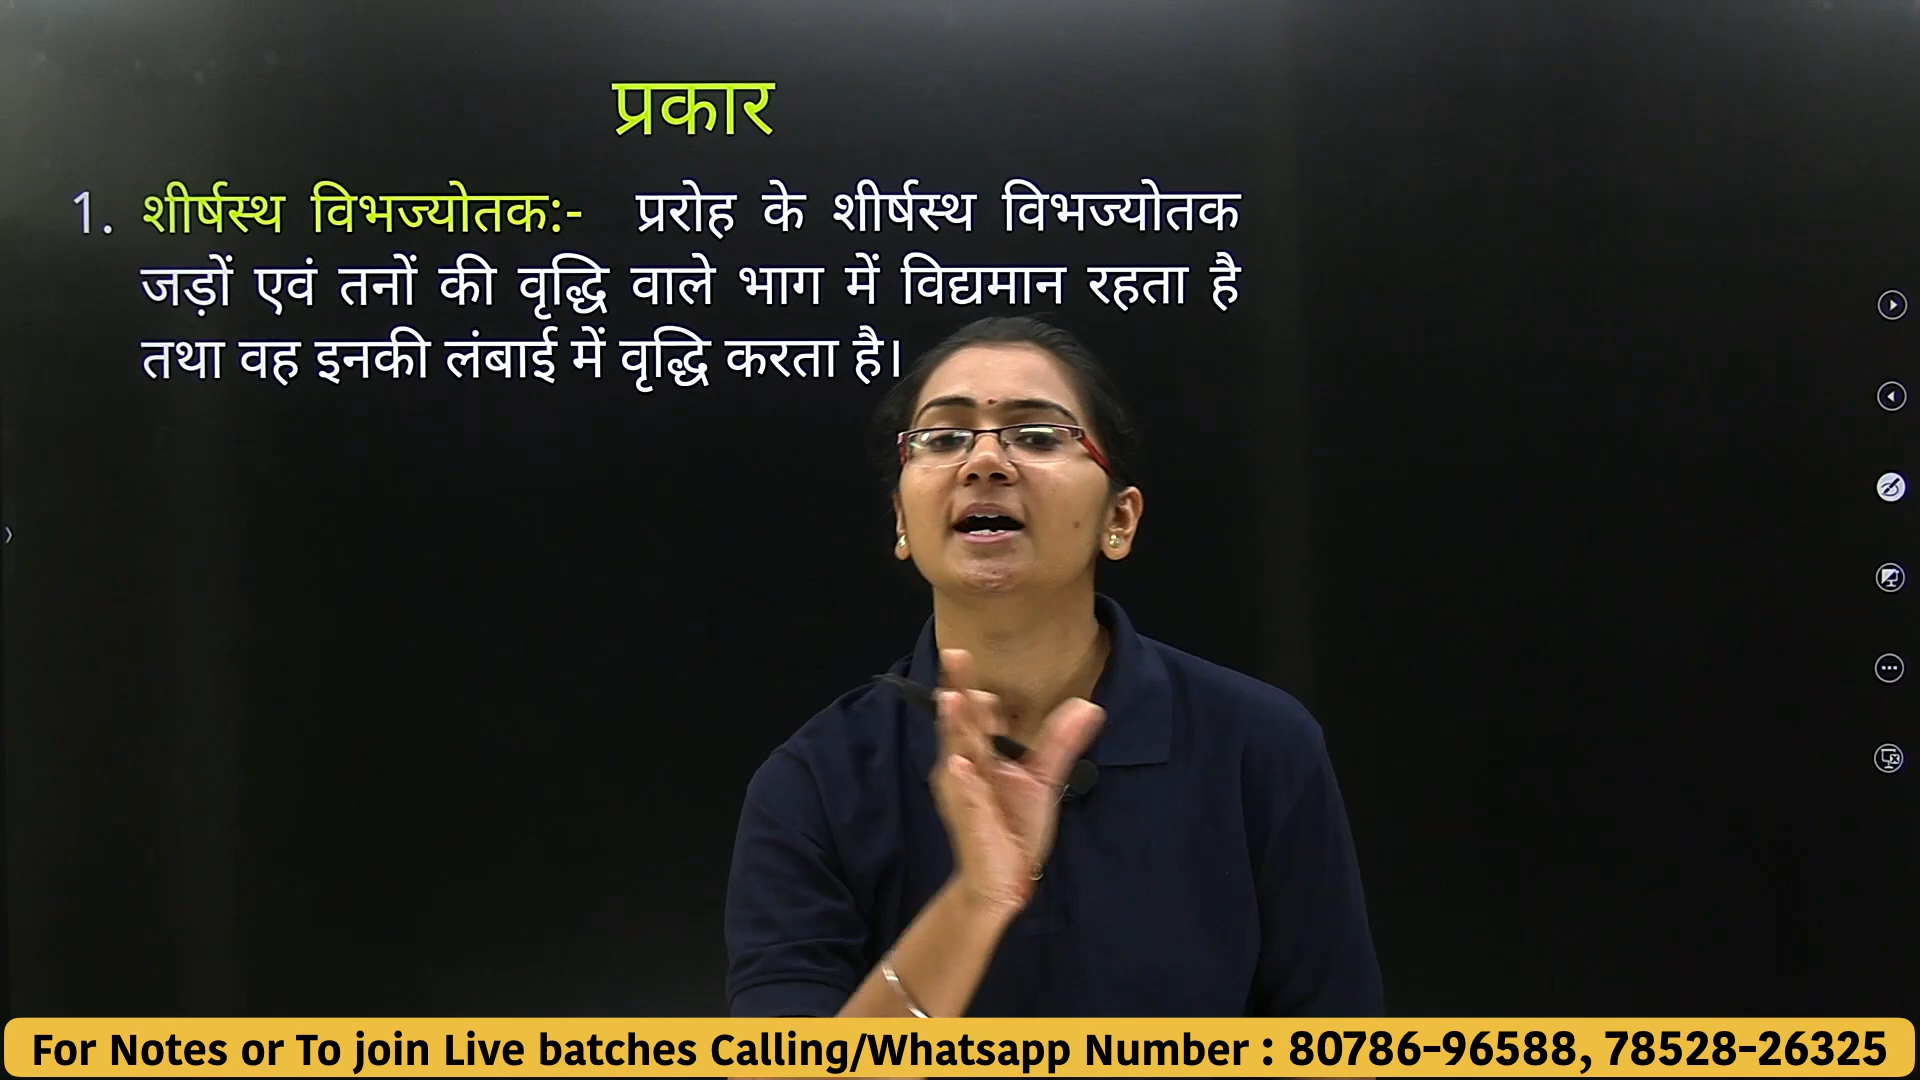 प्रकार
1. शीर्षस्थ विभज्योतक:- प्ररोह के शीर्षस्थ विभज्योतक
जड़ों एवं तनों की वृद्धि वाले भाग में विद्यमान रहता है
तथा वह इनकी लंबाई में वृद्धि करता है।
For Notes or To join Live batches Calling/Whatsapp Number : 80786-96588, 78528-26325